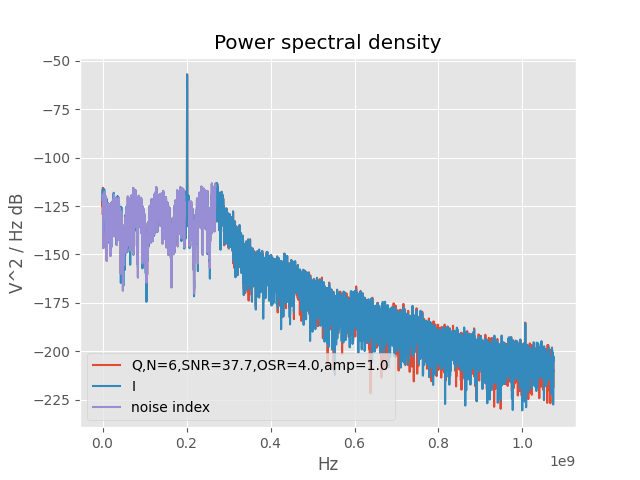 Power spectral density
V^2 / Hz dB
−50
−75
−100
−125
−150
−175
−200
−225
Q,N=6,SNR=37.7,OSR=4.0,amp=1.0
I
noise index
0.0 0.2 0.4 0.6 0.8 1.0
1e9
Hz